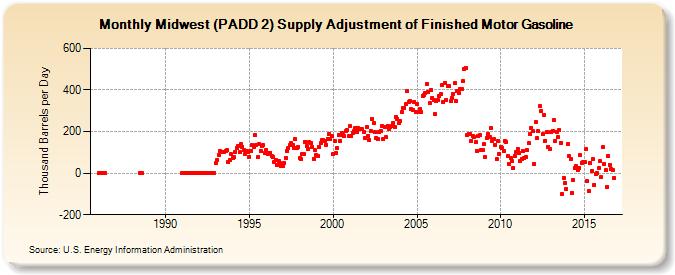 Monthly Midwest (PADD 2) Supply Adjustment of Finished Motor Gasoline
Thousand Barrels per Day
600
400
200
0
-200
1990 1995 2000 2005 2010 2015
Source: U.S. Energy Information Administration